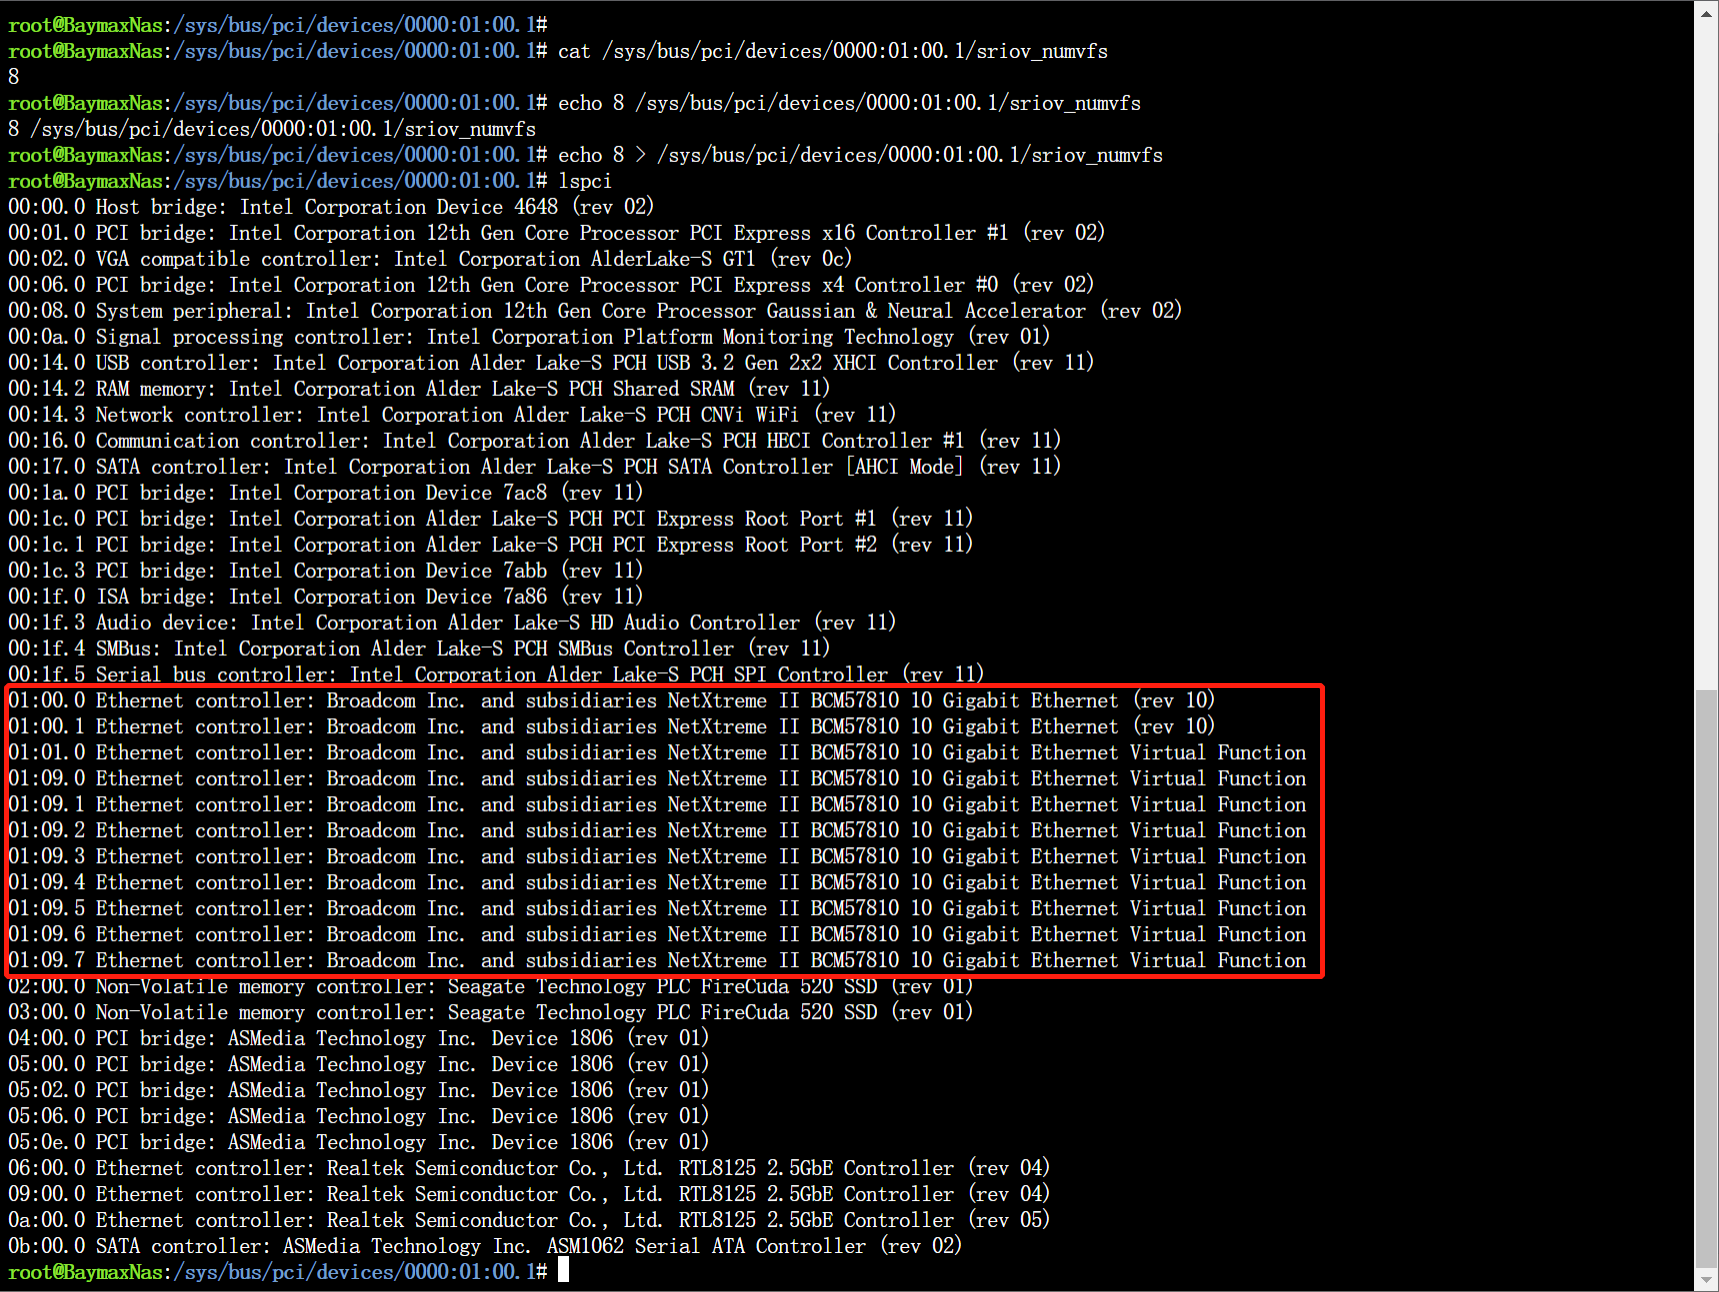 root@BaymaxNas:/sys/bus/pci/devices/0000:01:00.1#
root@BaymaxNas:/sys/bus/pci/devices/0000:01:00.1# cat /sys/bus/pci/devices/0000:01:00.1/sriov_numvfs
8
root@BaymaxNas:/sys/bus/pci/devices/0000:01:00.1# echo 8 /sys/bus/pci/devices/0000:01:00.1/sriov_numvfs
8 /sys/bus/pci/devices/0000:01:00.1/sriov_numvfs
root@BaymaxNas:/sys/bus/pci/devices/0000:01:00.1# echo 8 > /sys/bus/pci/devices/0000:01:00.1/sriov_numvfs
root@BaymaxNas:/sys/bus/pci/devices/0000:01:00.1# lspci
00:00.0 Host bridge: Intel Corporation Device 4648 (rev 02)
00:01.0 PCI bridge: Intel Corporation 12th Gen Core Processor PCI Express x16 Controller #1 (rev 02)
00:02.0 VGA compatible controller: Intel Corporation AlderLake-S GT1 (rev 0c)
00:06.0 PCI bridge: Intel Corporation 12th Gen Core Processor PCI Express x4 Controller #0 (rev 02)
00:08.0 System peripheral: Intel Corporation 12th Gen Core Processor Gaussian & Neural Accelerator (rev 02)
00:0a.0 Signal processing controller: Intel Corporation Platform Monitoring Technology (rev 01)
00:14.0 USB controller: Intel Corporation Alder Lake-S PCH USB 3.2 Gen 2x2 XHCI Controller (rev 11)
00:14.2 RAM memory: Intel Corporation Alder Lake-S PCH Shared SRAM (rev 11)
00:14.3 Network controller: Intel Corporation Alder Lake-S PCH CNVi WiFi (rev 11)
00:16.0 Communication controller: Intel Corporation Alder Lake-S PCH HECI Controller #1 (rev 11)
00:17.0 SATA controller: Intel Corporation Alder Lake-S PCH SATA Controller [AHCI Mode] (rev 11)
00:1a.0 PCI bridge: Intel Corporation Device 7ac8 (rev 11)
00:1c.0 PCI bridge: Intel Corporation Alder Lake-S PCH PCI Express Root Port #1 (rev 11)
00:1c.1 PCI bridge: Intel Corporation Alder Lake-S PCH PCI Express Root Port #2 (rev 11)
00:1c.3 PCI bridge: Intel Corporation Device 7abb (rev 11)
00:1f.0 ISA bridge: Intel Corporation Device 7a86 (rev 11)
00:1f.3 Audio device: Intel Corporation Alder Lake-S HD Audio Controller (rev 11)
00:1f.4 SMBus: Intel Corporation Alder Lake-S PCH SMBus Controller (rev 11)
00:1f.5 Serial bus controller: Intel Corporation Alder Lake-S PCH SPI Controller (rev 11)
01:00.0 Ethernet controller: Broadcom Inc. and subsidiaries NetXtreme II BCM57810 10 Gigabit Ethernet (rev 10)
01:00.1 Ethernet controller: Broadcom Inc. and subsidiaries NetXtreme II BCM57810 10 Gigabit Ethernet (rev 10)
01:01.0 Ethernet controller: Broadcom Inc. and subsidiaries NetXtreme II BCM57810 10 Gigabit Ethernet Virtual Function
01:09.0 Ethernet controller: Broadcom Inc. and subsidiaries NetXtreme II BCM57810 10 Gigabit Ethernet Virtual Function
01:09.1 Ethernet controller: Broadcom Inc. and subsidiaries NetXtreme II BCM57810 10 Gigabit Ethernet Virtual Function
01:09.2 Ethernet controller: Broadcom Inc. and subsidiaries NetXtreme II BCM57810 10 Gigabit Ethernet Virtual Function
01:09.3 Ethernet controller: Broadcom Inc. and subsidiaries NetXtreme II BCM57810 10 Gigabit Ethernet Virtual Function
01:09.4 Ethernet controller: Broadcom Inc. and subsidiaries NetXtreme II BCM57810 10 Gigabit Ethernet Virtual Function
01:09.5 Ethernet controller: Broadcom Inc. and subsidiaries NetXtreme II BCM57810 10 Gigabit Ethernet Virtual Function
01:09.6 Ethernet controller: Broadcom Inc. and subsidiaries NetXtreme II BCM57810 10 Gigabit Ethernet Virtual Function
01:09.7 Ethernet controller: Broadcom Inc. and subsidiaries NetXtreme II BCM57810 10 Gigabit Ethernet Virtual Function
02:00.0 Non-Volatile memory controller: Seagate Technology PLC FireCuda 520 SSD (rev 01)
03:00.0 Non-Volatile memory controller: Seagate Technology PLC FireCuda 520 SSD (rev 01)
04:00.0 PCI bridge: ASMedia Technology Inc. Device 1806 (rev 01)
05:00.0 PCI bridge: ASMedia Technology Inc. Device 1806 (rev 01)
05:02.0 PCI bridge: ASMedia Technology Inc. Device 1806 (rev 01)
05:06.0 PCI bridge: ASMedia Technology Inc. Device 1806 (rev 01)
05:0e.0 PCI bridge: ASMedia Technology Inc. Device 1806 (rev 01)
06:00.0 Ethernet controller: Realtek Semiconductor Co., Ltd. RTL8125 2.5GbE Controller (rev 04)
09:00.0 Ethernet controller: Realtek Semiconductor Co., Ltd. RTL8125 2.5GbE Controller (rev 04)
0a:00.0 Ethernet controller: Realtek Semiconductor Co., Ltd. RTL8125 2.5GbE Controller (rev 05)
0b:00.0 SATA controller: ASMedia Technology Inc. ASM1062 Serial ATA Controller (rev 02)
root@BaymaxNas:/sys/bus/pci/devices/0000:01:00.1#